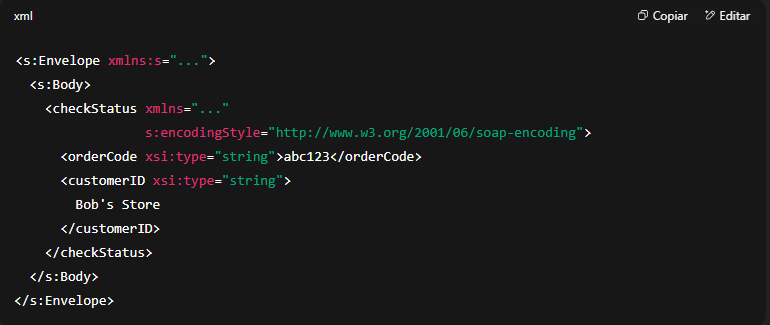 xml Copiar Editar
<s:Envelope xmlns:s="...">
  <s:Body>
    <checkStatus xmlns="..."
                 s:encodingStyle="http://www.w3.org/2001/06/soap-encoding">
      <orderCode xsi:type="string">abc123</orderCode>
      <customerID xsi:type="string">
        Bob's Store
      </customerID>
    </checkStatus>
  </s:Body>
</s:Envelope>